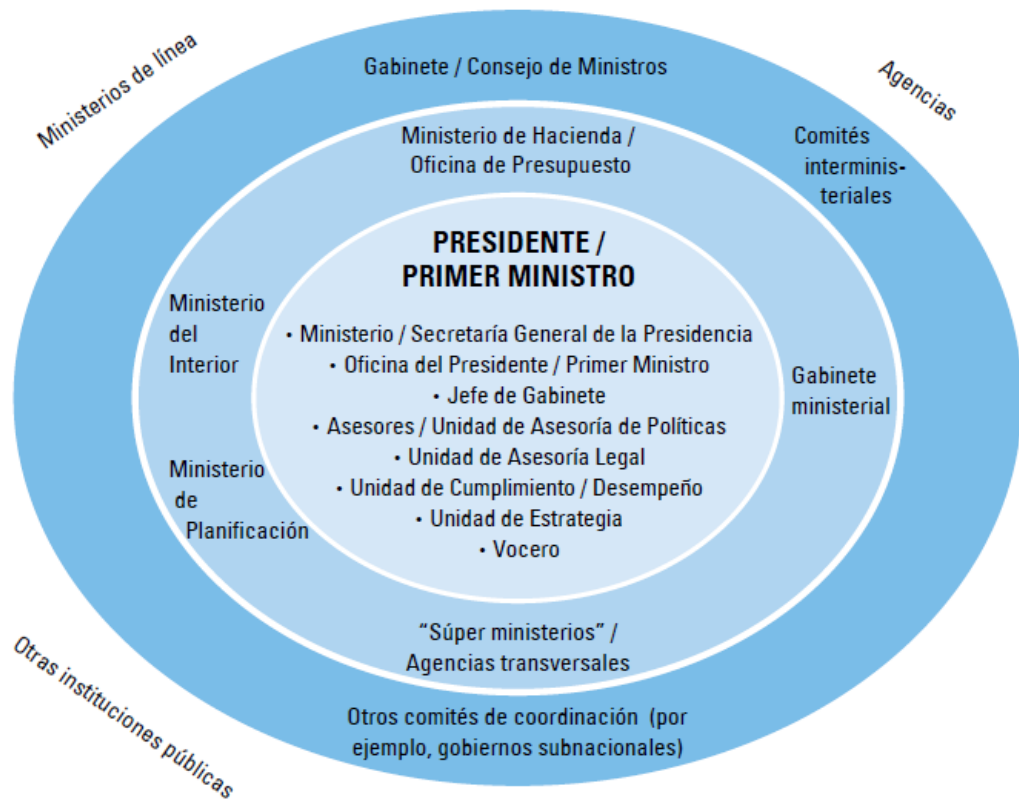 Ministerios de línea
Gabinete / Consejo de Ministros
Agencias
Comités
interminis-
teriales
Ministerio de Hacienda /
Oficina de Presupuesto
PRESIDENTE /
PRIMER MINISTRO
• Ministerio / Secretaría General de la Presidencia
• Oficina del Presidente / Primer Ministro
• Jefe de Gabinete
• Asesores / Unidad de Asesoría de Políticas
• Unidad de Asesoría Legal
• Unidad de Cumplimiento / Desempeño
• Unidad de Estrategia
• Vocero
Ministerio
del
Interior
Ministerio
de
Planificación
Gabinete
ministerial
“Súper ministerios” /
Agencias transversales
Otros comités de coordinación (por
ejemplo, gobiernos subnacionales)
Otras instituciones públicas